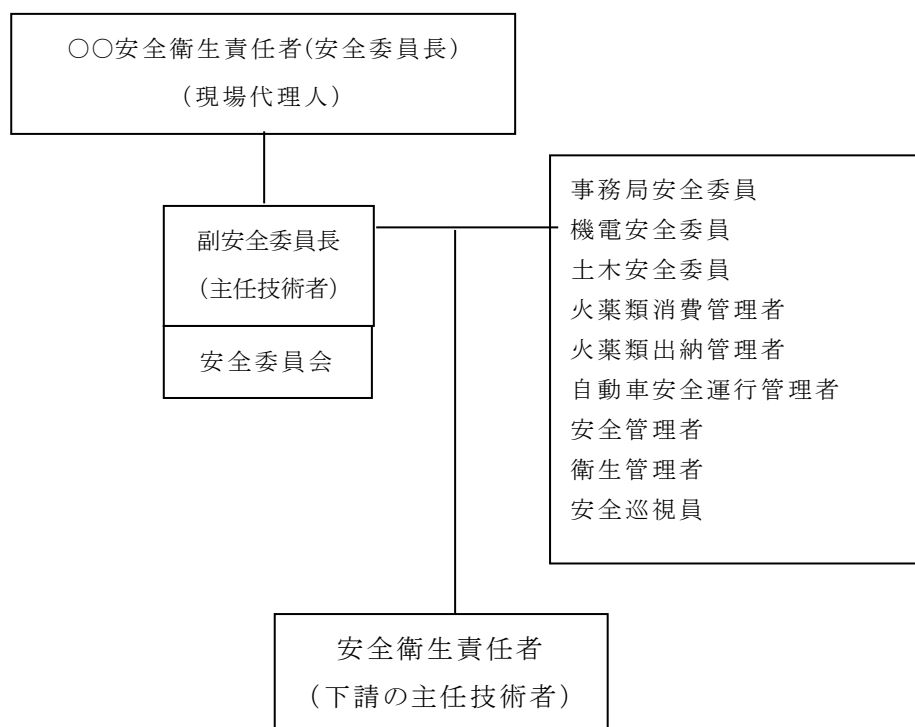 ○○安全衛生責任者(安全委員長)
(現場代理人)
副安全委員長
(主任技術者)
安全委員会
事務局安全委員
機電安全委員
土木安全委員
火薬類消費管理者
火薬類出納管理者
自動車安全運行管理者
安全管理者
衛生管理者
安全巡視員
安全衛生責任者
(下請の主任技術者)